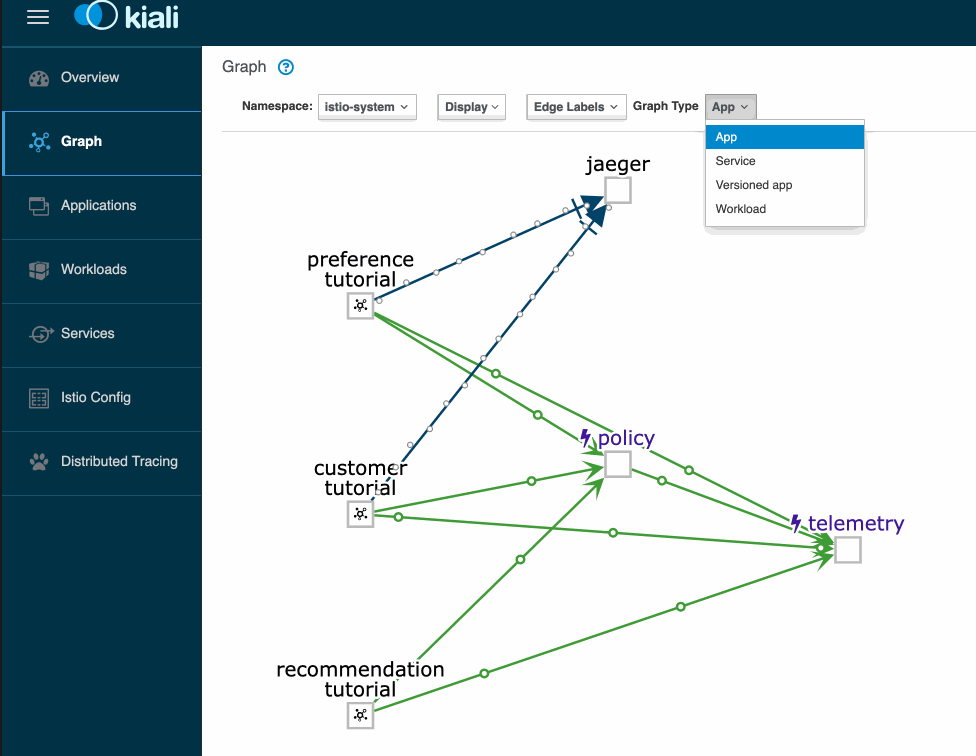 kiali
Overview
Graph
Applications
Workloads
Services
Istio Config
Distributed Tracing
Graph ?
Namespace: istio-system Display Edge Labels Graph Type App
App
Service
Versioned app
Workload
jaeger
preference
tutorial
policy
customer
tutorial
telemetry
recommendation
tutorial